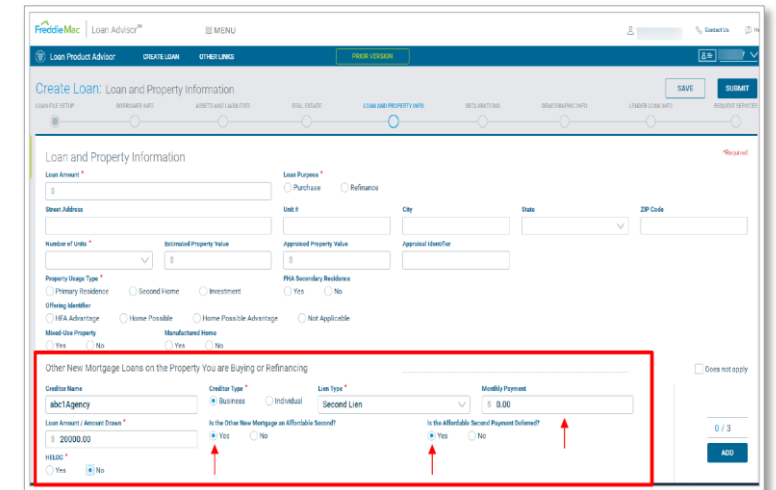 FreddieMac Loan Advisor℠ MENU Contact Us
Loan Product Advisor CREATE LOAN OTHER LINKS PRIOR VERSION
Create Loan: Loan and Property Information SAVE SUBMIT
LOAN FILE SETUP BORROWER INFO ASSETS AND LIABILITIES REAL ESTATE LOAN AND PROPERTY INFO DECLARATIONS DEMOGRAPHIC INFO LENDER LOAN INFO REQUEST SERVICES
Loan and Property Information *Required
Loan Amount * Loan Purpose *
$ Purchase Refinance
Street Address Unit # City State ZIP Code
Number of Units * Estimated Property Value Appraised Property Value Appraisal Identifier
$ $
Property Usage Type * FHA Secondary Residence
Primary Residence Second Home Investment Yes No
Offering Identifier
HFA Advantage Home Possible Home Possible Advantage Not Applicable
Mixed-Use Property Manufactured Home
Yes No Yes No
Other New Mortgage Loans on the Property You are Buying or Refinancing Does not apply
Creditor Name Creditor Type * Lien Type * Monthly Payment
abc1Agency Business Individual Second Lien $ 0.00
Loan Amount / Amount Drawn * Is the Other New Mortgage an Affordable Second? Is the Affordable Second Payment Deferred?
$ 20000.00 Yes No Yes No 0 / 3
HELOC * ADD
Yes No